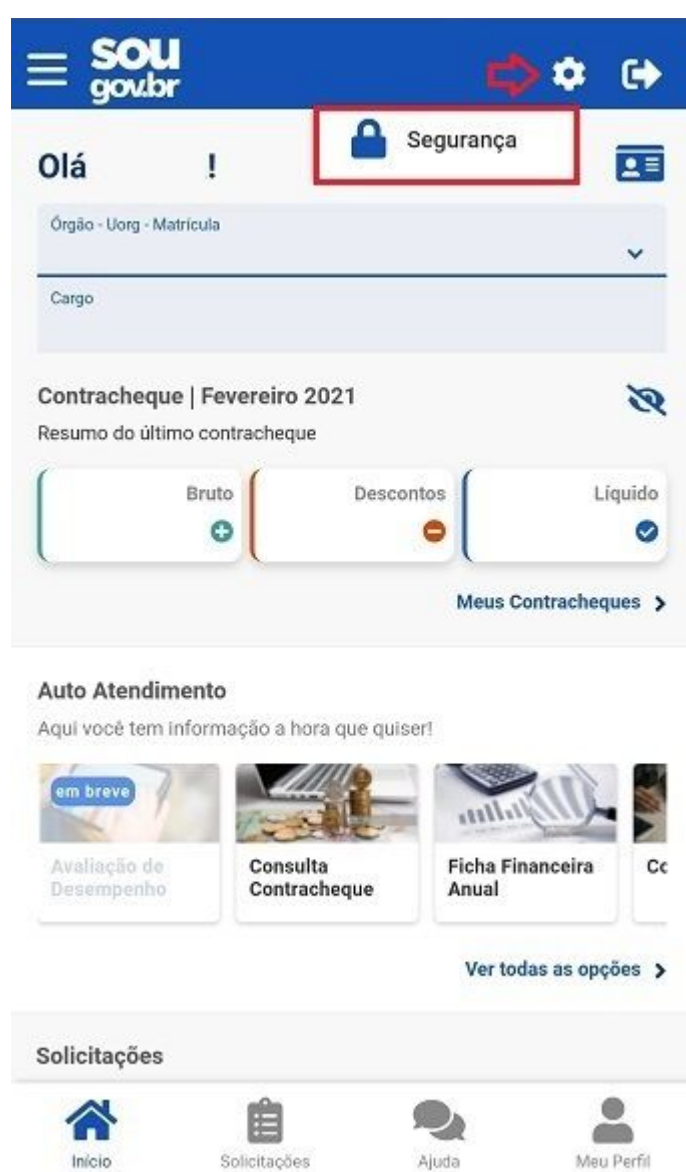 sou
gov.br
Segurança
Olá !
Órgão - Uorg - Matrícula
Cargo
Contracheque | Fevereiro 2021
Resumo do último contracheque
Bruto
Descontos
Líquido
Meus Contracheques
Auto Atendimento
Aqui você tem informação a hora que quiser!
em breve
Avaliação de
Desempenho
Consulta
Contracheque
Ficha Financeira
Anual
Ver todas as opções
Solicitações
Início
Solicitações
Ajuda
Meu Perfil